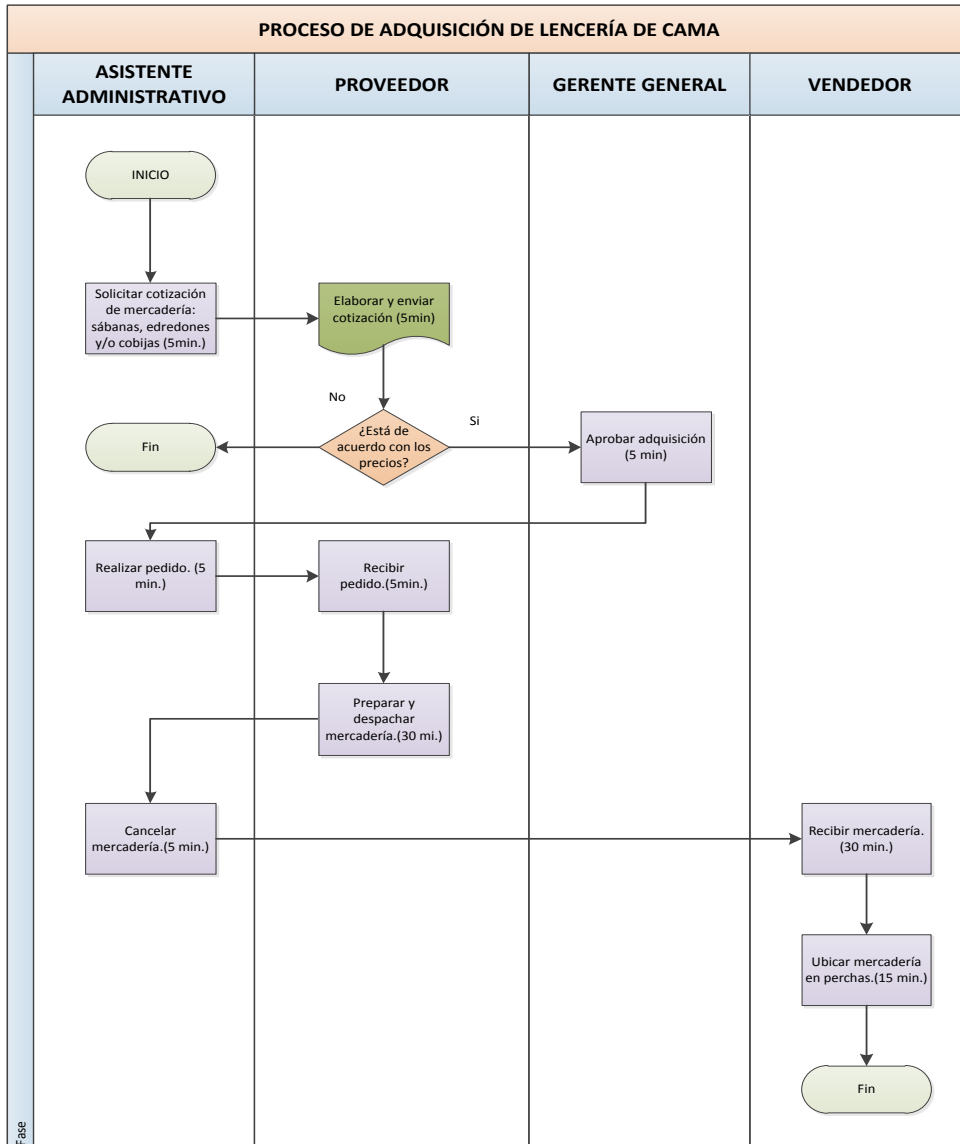 PROCESO DE ADQUISICIÓN DE LENCERÍA DE CAMA
ASISTENTE
ADMINISTRATIVO
PROVEEDOR
GERENTE GENERAL
VENDEDOR
INICIO
Solicitar cotización
de mercadería:
sábanas, edredones
y/o cobijas (5min.)
Elaborar y enviar
cotización (5min)
No
Si
¿Está de
acuerdo con los
precios?
Fin
Aprobar adquisición
(5 min)
Realizar pedido. (5
min.)
Recibir
pedido.(5min.)
Preparar y
despachar
mercadería.(30 mi.)
Cancelar
mercadería.(5 min.)
Recibir mercadería.
(30 min.)
Ubicar mercadería
en perchas.(15 min.)
Fin
Fase